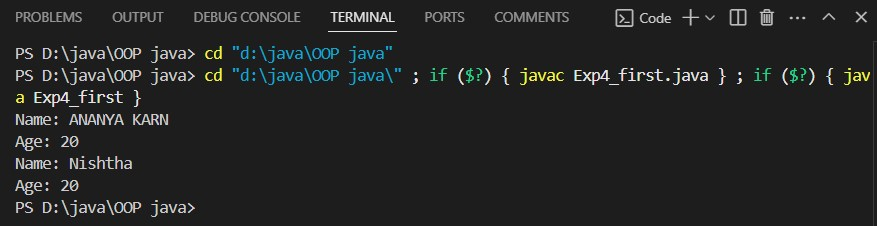 PROBLEMS OUTPUT DEBUG CONSOLE TERMINAL PORTS COMMENTS Code
PS D:\java\OOP java> cd "d:\java\OOP java"
PS D:\java\OOP java> cd "d:\java\OOP java\" ; if ($?) { javac Exp4_first.java } ; if ($?) { jav
a Exp4_first }
Name: ANANYA KARN
Age: 20
Name: Nishtha
Age: 20
PS D:\java\OOP java>